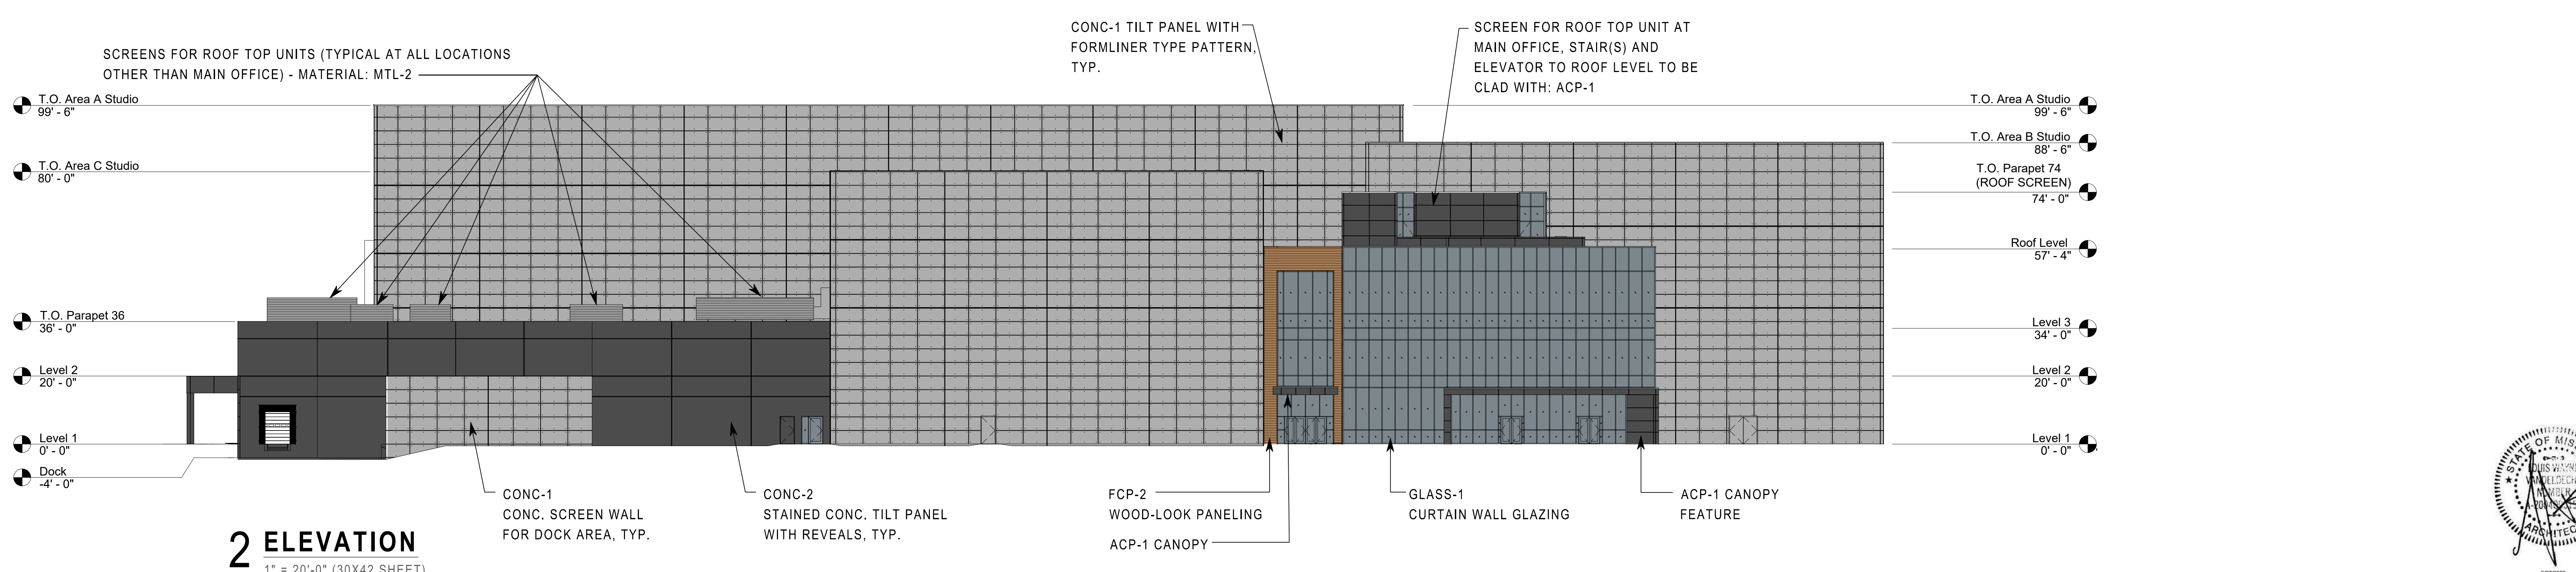 SCREENS FOR ROOF TOP UNITS (TYPICAL AT ALL LOCATIONS
OTHER THAN MAIN OFFICE) - MATERIAL: MTL-2
CONC-1 TILT PANEL WITH
FORMLINER TYPE PATTERN,
TYP.
SCREEN FOR ROOF TOP UNIT AT
MAIN OFFICE, STAIR(S) AND
ELEVATOR TO ROOF LEVEL TO BE
CLAD WITH: ACP-1
T.O. Area A Studio
99' - 6"
T.O. Area C Studio
80' - 0"
T.O. Parapet 36
36' - 0"
Level 2
20' - 0"
Level 1
0' - 0"
Dock
-4' - 0"
T.O. Area A Studio
99' - 6"
T.O. Area B Studio
88' - 6"
T.O. Parapet 74
(ROOF SCREEN)
74' - 0"
Roof Level
57' - 4"
Level 3
34' - 0"
Level 2
20' - 0"
Level 1
0' - 0"
CONC-1
CONC. SCREEN WALL
FOR DOCK AREA, TYP.
CONC-2
STAINED CONC. TILT PANEL
WITH REVEALS, TYP.
FCP-2
WOOD-LOOK PANELING
ACP-1 CANOPY
GLASS-1
CURTAIN WALL GLAZING
ACP-1 CANOPY
FEATURE
2 ELEVATION
1" = 20'-0" (30X42 SHEET)
STATE OF MIS
LOUIS WAYN
NUMBER
ARCHITEC